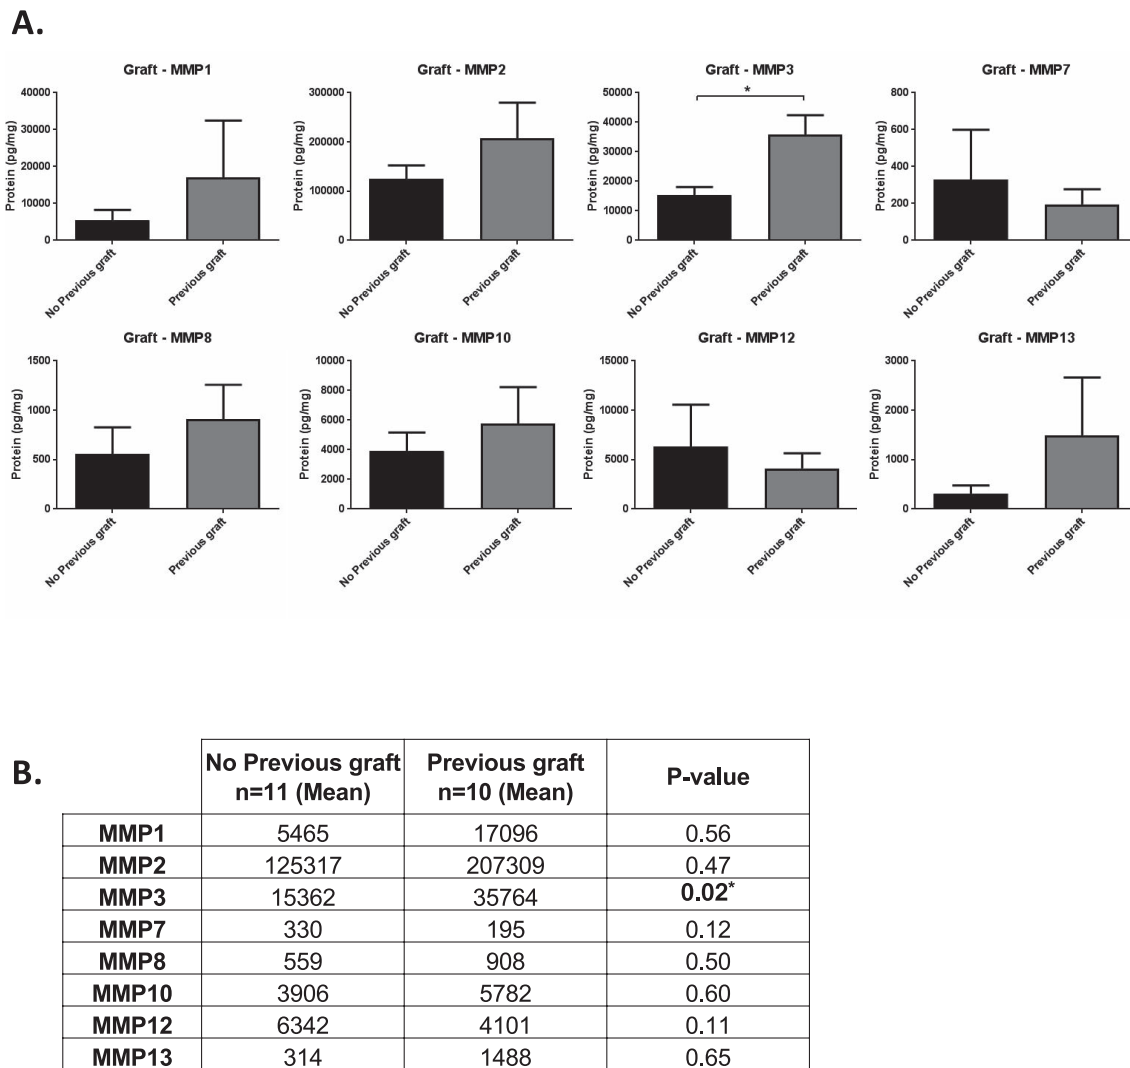 A.
Graft - MMP1
Graft - MMP2
Graft - MMP3
Graft - MMP7
Protein (pg/mg)
40000
30000
20000
10000
0
No Previous graft
Previous graft
Protein (pg/mg)
300000
200000
100000
0
No Previous graft
Previous graft
Protein (pg/mg)
50000
40000
30000
20000
10000
0
*
No Previous graft
Previous graft
Protein (pg/mg)
800
600
400
200
0
No Previous graft
Previous graft
Graft - MMP8
Graft - MMP10
Graft - MMP12
Graft - MMP13
Protein (pg/mg)
1500
1000
500
0
No Previous graft
Previous graft
Protein (pg/mg)
10000
8000
6000
4000
2000
0
No Previous graft
Previous graft
Protein (pg/mg)
15000
10000
5000
0
No Previous graft
Previous graft
Protein (pg/mg)
3000
2000
1000
0
No Previous graft
Previous graft
B.
No Previous graft n=11 (Mean) Previous graft n=10 (Mean) P-value
MMP1 5465 17096 0.56
MMP2 125317 207309 0.47
MMP3 15362 35764 0.02*
MMP7 330 195 0.12
MMP8 559 908 0.50
MMP10 3906 5782 0.60
MMP12 6342 4101 0.11
MMP13 314 1488 0.65